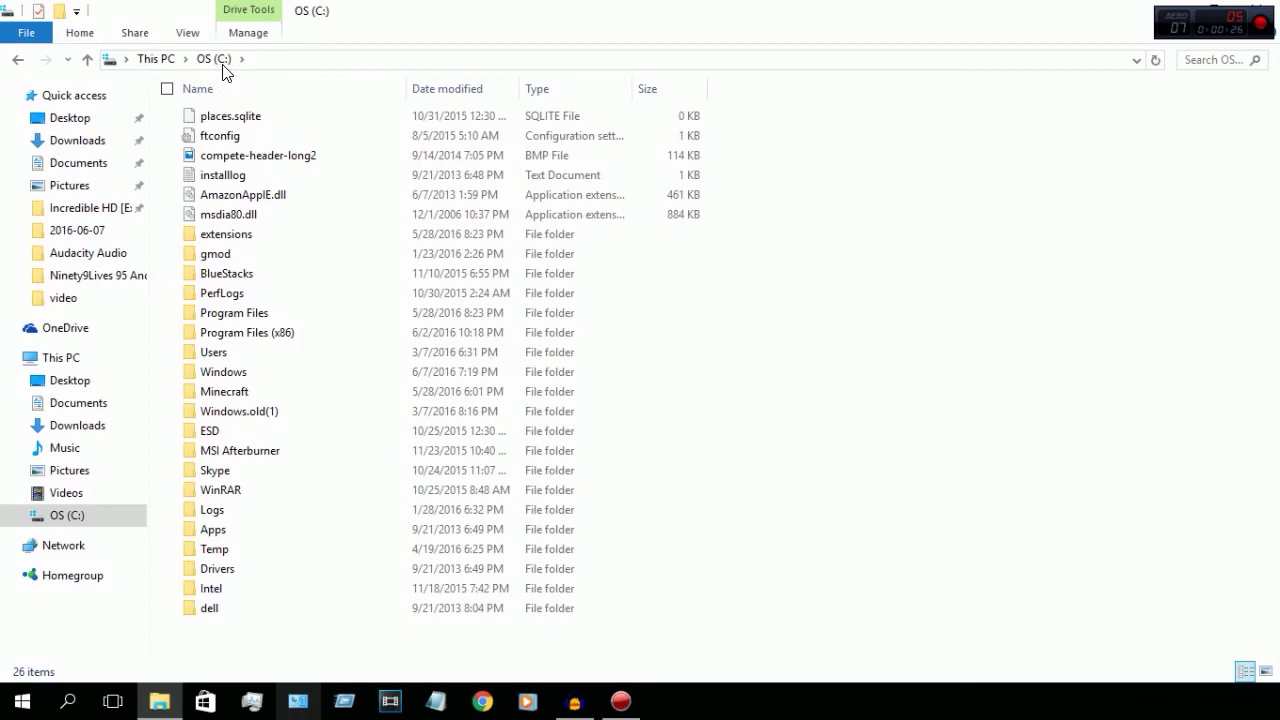 Drive Tools OS (C:)
File Home Share View Manage
This PC OS (C:) Search OS...
Name Date modified Type Size
Quick access
Desktop
Downloads
Documents
Pictures
Incredible HD [E:
2016-06-07
Audacity Audio
Ninety9Lives 95 And
video
OneDrive
This PC
Desktop
Documents
Downloads
Music
Pictures
Videos
OS (C:)
Network
Homegroup
places.sqlite 10/31/2015 12:30 ... SQLITE File 0 KB
ftconfig 8/5/2015 5:10 AM Configuration sett... 1 KB
compete-header-long2 9/14/2014 7:05 PM BMP File 114 KB
installog 9/21/2013 6:48 PM Text Document 1 KB
AmazonAppIE.dll 6/7/2013 1:59 PM Application extens... 461 KB
msdia80.dll 12/1/2006 10:37 PM Application extens... 884 KB
extensions 5/28/2016 8:23 PM File folder
gmod 1/23/2016 2:26 PM File folder
BlueStacks 11/10/2015 6:55 PM File folder
PerfLogs 10/30/2015 2:24 AM File folder
Program Files 5/28/2016 8:23 PM File folder
Program Files (x86) 6/2/2016 10:18 PM File folder
Users 3/7/2016 6:31 PM File folder
Windows 6/7/2016 7:19 PM File folder
Minecraft 5/28/2016 6:01 PM File folder
Windows.old(1) 3/7/2016 8:16 PM File folder
ESD 10/25/2015 12:30 ... File folder
MSI Afterburner 11/23/2015 10:40 ... File folder
Skype 10/24/2015 11:07 ... File folder
WinRAR 10/25/2015 8:48 AM File folder
Logs 1/28/2016 6:32 PM File folder
Apps 9/21/2013 6:49 PM File folder
Temp 4/19/2016 6:25 PM File folder
Drivers 9/21/2013 6:49 PM File folder
Intel 11/18/2015 7:42 PM File folder
dell 9/21/2013 8:04 PM File folder
26 items
AERO
07
05
0:00:26